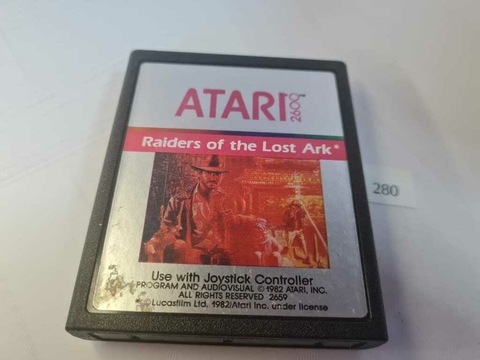 ATARI 2600™
Raiders of the Lost Ark*
280
Use with Joystick Controller
PROGRAM AND AUDIOVISUAL © 1982 ATARI, INC.
ALL RIGHTS RESERVED 2659
*©Lucasfilm Ltd. 1982/Atari Inc. under license